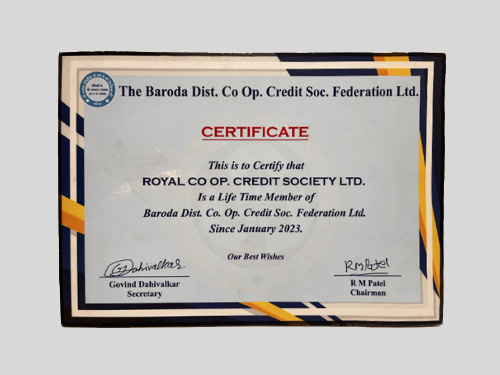 The Baroda Dist. Co Op. Credit Soc. Federation Ltd.
CERTIFICATE
This is to Certify that
ROYAL CO OP. CREDIT SOCIETY LTD.
Is a Life Time Member of
Baroda Dist. Co. Op. Credit Soc. Federation Ltd.
Since January 2023.
Our Best Wishes
GDahivalkar
RMPatel
Govind Dahivalkar
R M Patel
Secretary
Chairman